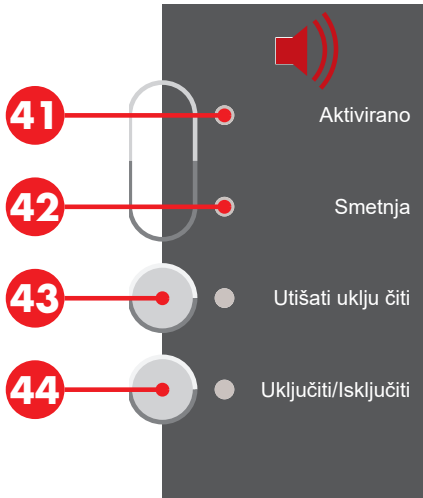 41 Aktivirano
42 Smetnja
43 Utišati uklju čiti
44 Uključiti/Isključiti